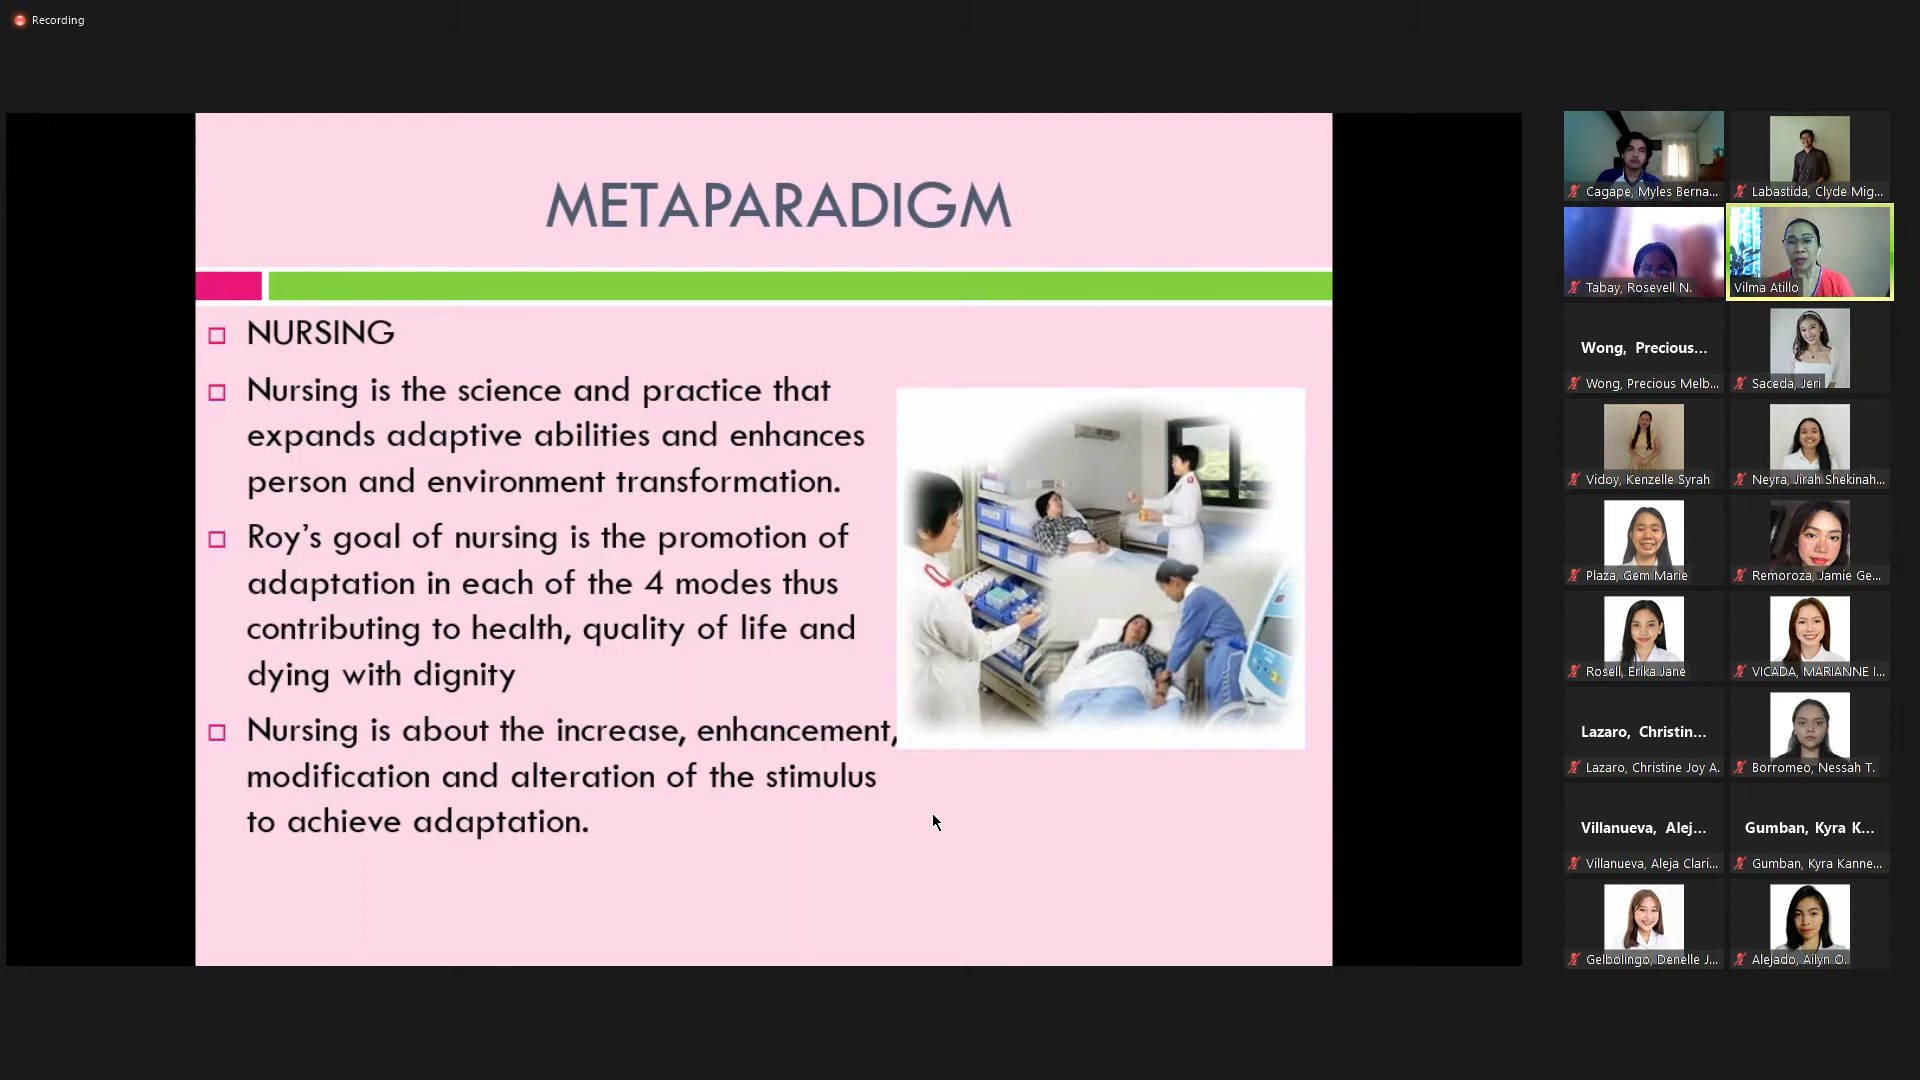 Recording
METAPARADIGM
NURSING
Nursing is the science and practice that
expands adaptive abilities and enhances
person and environment transformation.
Roy's goal of nursing is the promotion of
adaptation in each of the 4 modes thus
contributing to health, quality of life and
dying with dignity
Nursing is about the increase, enhancement,
modification and alteration of the stimulus
to achieve adaptation.
Cagape, Myles Berna...
Labastida, Clyde Mig...
Tabay, Rosevell N.
Vilma Atillo
Wong, Precious...
Wong, Precious Melb...
Saceda, Jeri
Vidoy, Kenzelle Syrah
Neyra, Jirah Shekinah...
Plaza, Gem Marie
Remoroza, Jamie Ge...
Rosell, Erika Jane
VICADA, MARIANNE I...
Lazaro, Christin...
Lazaro, Christine Joy A.
Borromeo, Nessah T.
Villanueva, Alej...
Villanueva, Aleja Clari...
Gumban, Kyra K...
Gumban, Kyra Kanne...
Gelbolingo, Denelle J...
Alejado, Ailyn O.